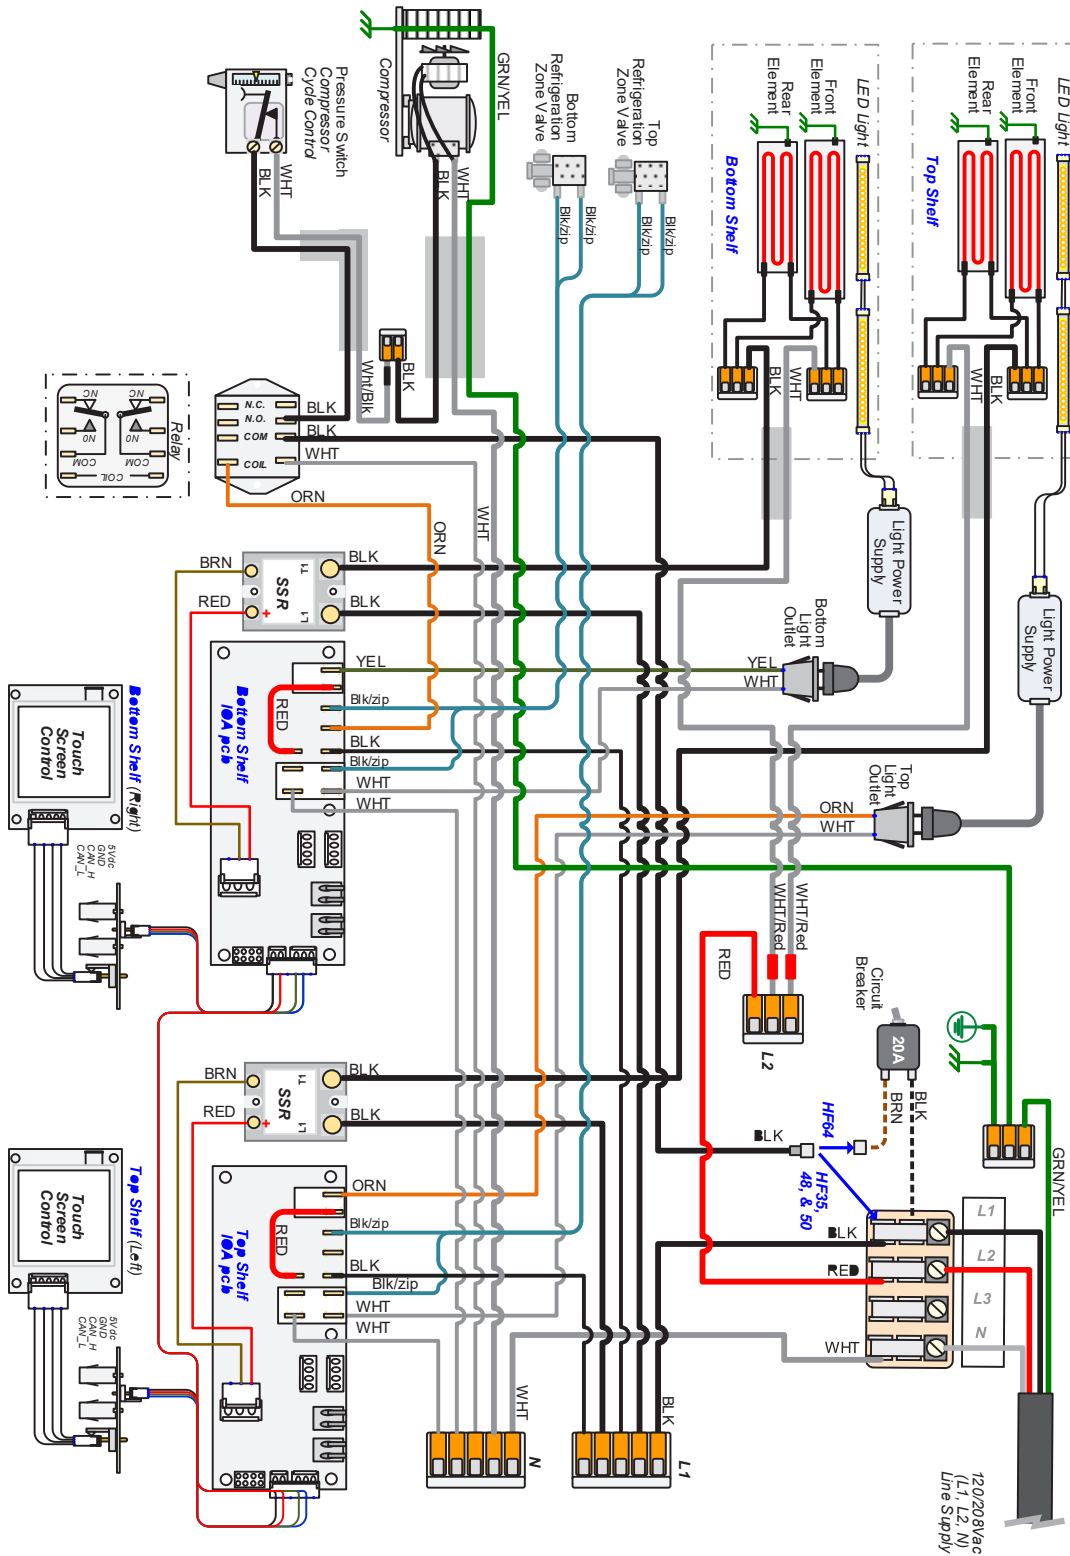 GRN/YEL
Compressor
WHT
BLK
Pressure Switch
Compressor
Cycle Control
WHT
BLK
Bottom
Refrigeration
Zone Valve
Blk/zip
Blk/zip
Top
Refrigeration
Zone Valve
Blk/zip
Blk/zip
LED Light
Front
Element
Rear
Element
Bottom Shelf
BLK
WHT
LED Light
Front
Element
Rear
Element
Top Shelf
WHT
BLK
Wht/Blk
BLK
NC
NC
NO
NO
COM
COM
COIL
Relay
N.C.
N.O.
COM
COIL
BLK
BLK
WHT
ORN
ORN
WHT
Light Power
Supply
Light Power
Supply
BRN
RED
SSR
T1
L1
+
BLK
BLK
Bottom
Light
Outlet
YEL
WHT
YEL
RED
Blk/zip
BLK
Blk/zip
WHT
WHT
Bottom Shelf
IOA pcb
Touch
Screen
Control
Bottom Shelf (Right)
5Vdc
GND
CAN_H
CAN_L
Top
Light
Outlet
ORN
WHT
WHT/Red
WHT/Red
RED
L2
Circuit
Breaker
20A
BRN
BLK
HF64
HF35,
48, & 50
BLK
GRN/YEL
BRN
RED
SSR
T1
L1
+
BLK
BLK
ORN
RED
Blk/zip
BLK
Blk/zip
WHT
WHT
Top Shelf
IOA pcb
Touch
Screen
Control
Top Shelf (Left)
5Vdc
GND
CAN_H
CAN_L
BLK
RED
WHT
L1
L2
L3
N
WHT
N
BLK
L1
120/208Vac
(L1, L2, N)
Line Supply